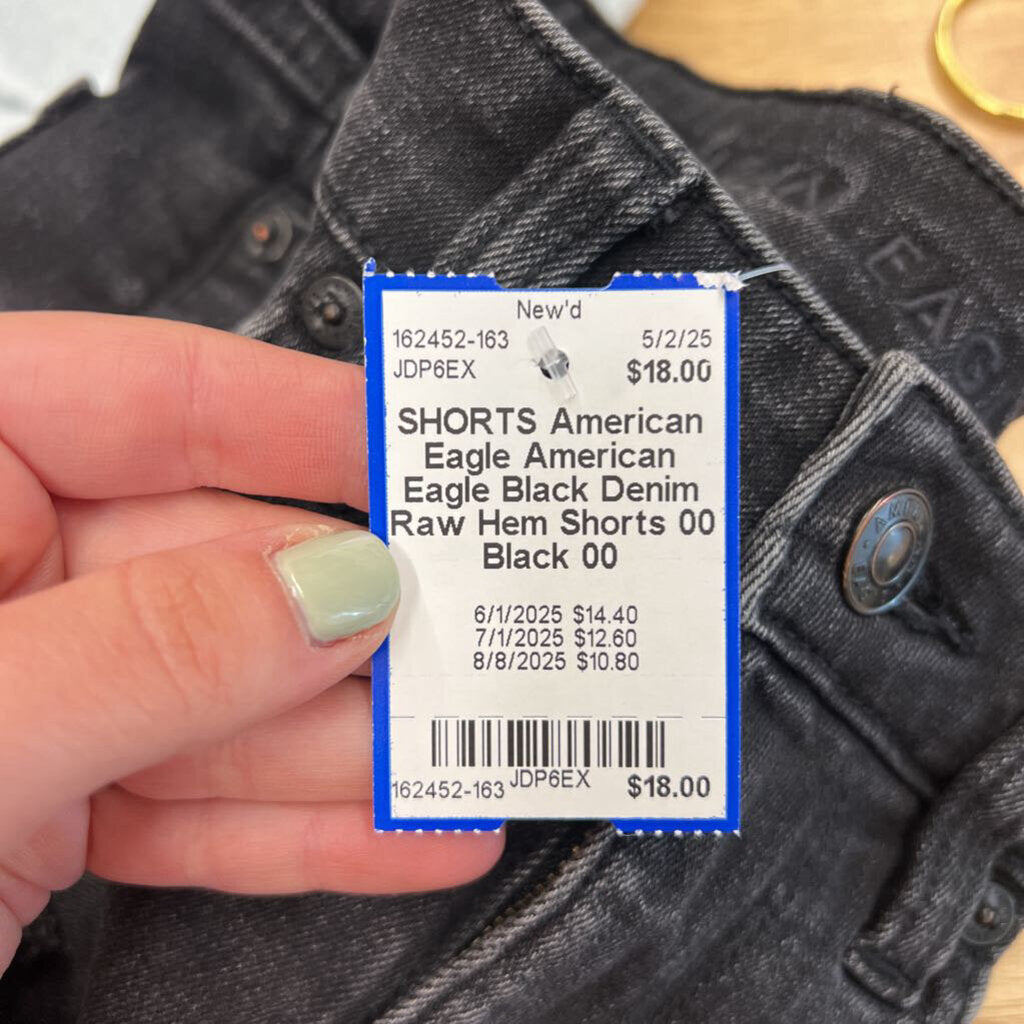 New'd
162452-163 5/2/25
JDP6EX $18.00
SHORTS American
Eagle American
Eagle Black Denim
Raw Hem Shorts 00
Black 00
6/1/2025 $14.40
7/1/2025 $12.60
8/8/2025 $10.80
162452-163 JDP6EX $18.00
EAG
AM